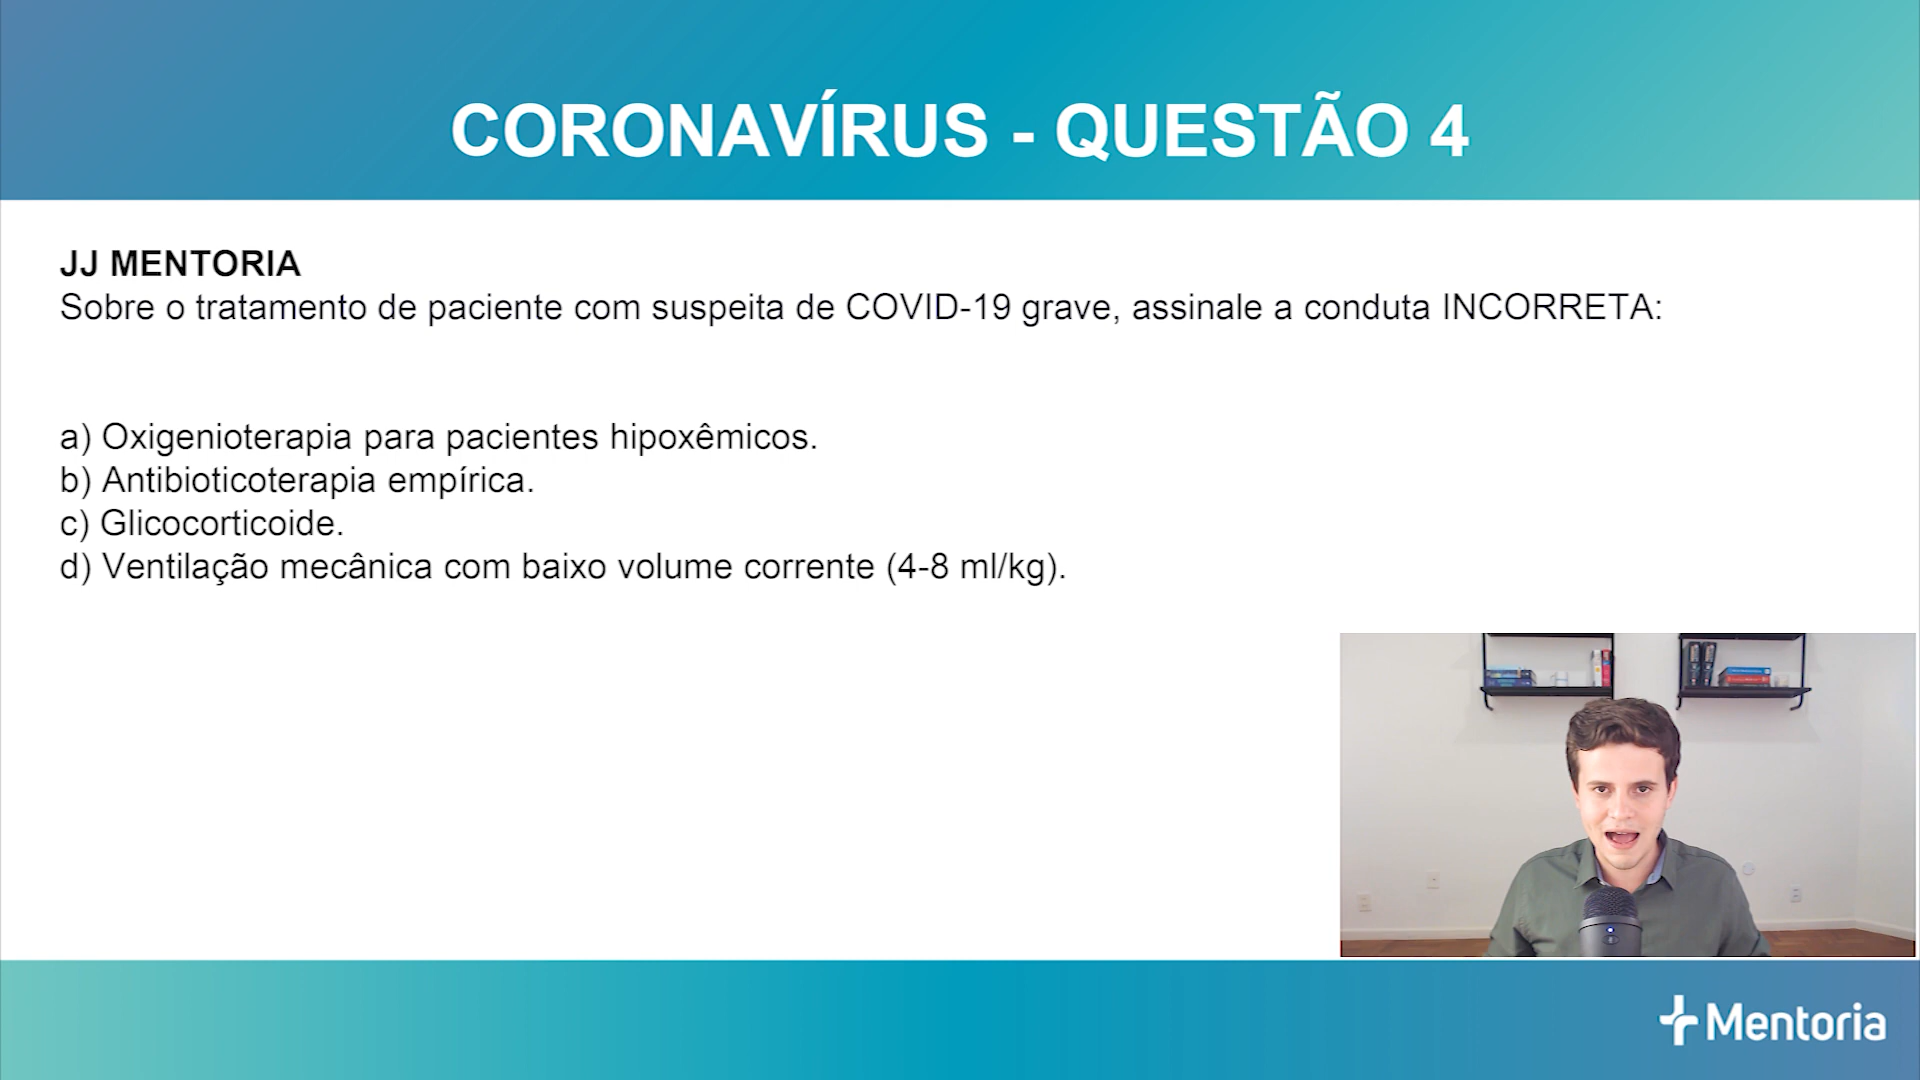 CORONAVÍRUS - QUESTÃO 4
JJ MENTORIA
Sobre o tratamento de paciente com suspeita de COVID-19 grave, assinale a conduta INCORRETA:
a) Oxigenioterapia para pacientes hipoxêmicos.
b) Antibioticoterapia empírica.
c) Glicocorticoide.
d) Ventilação mecânica com baixo volume corrente (4-8 ml/kg).
Mentoria